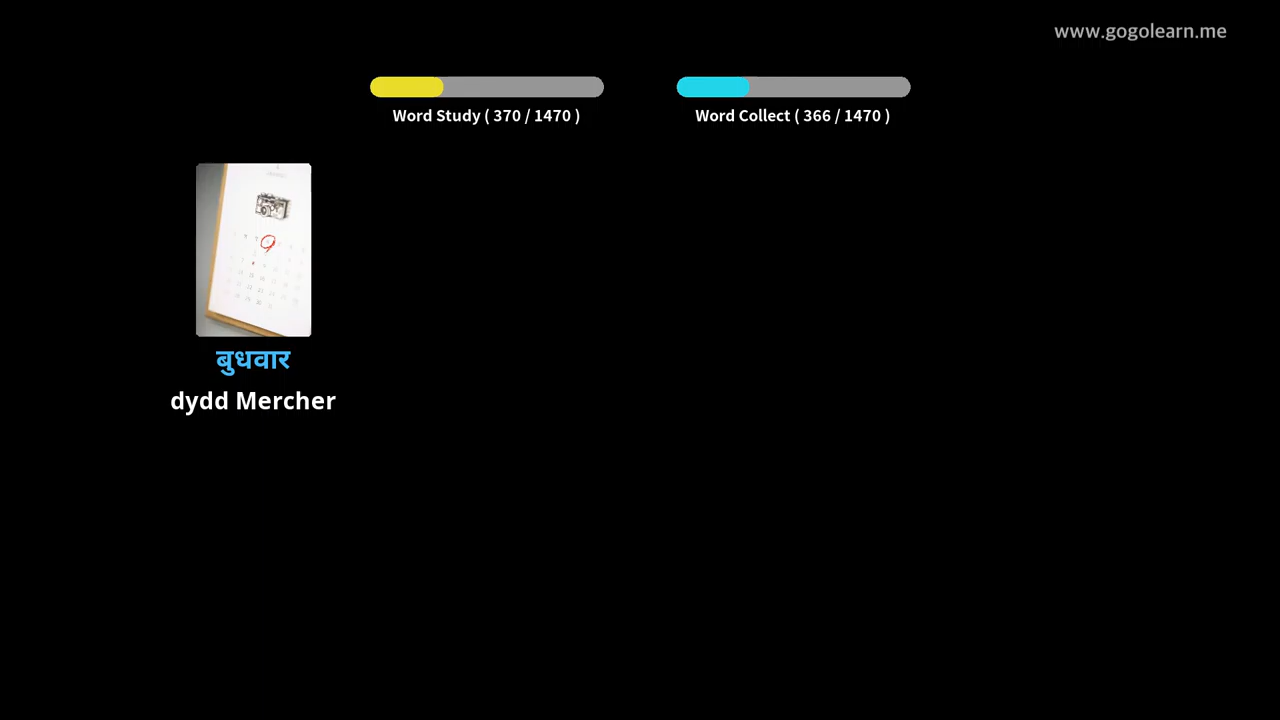 www.gogolearn.me
Word Study ( 370 / 1470 )
Word Collect ( 366 / 1470 )
बुधवार
dydd Mercher